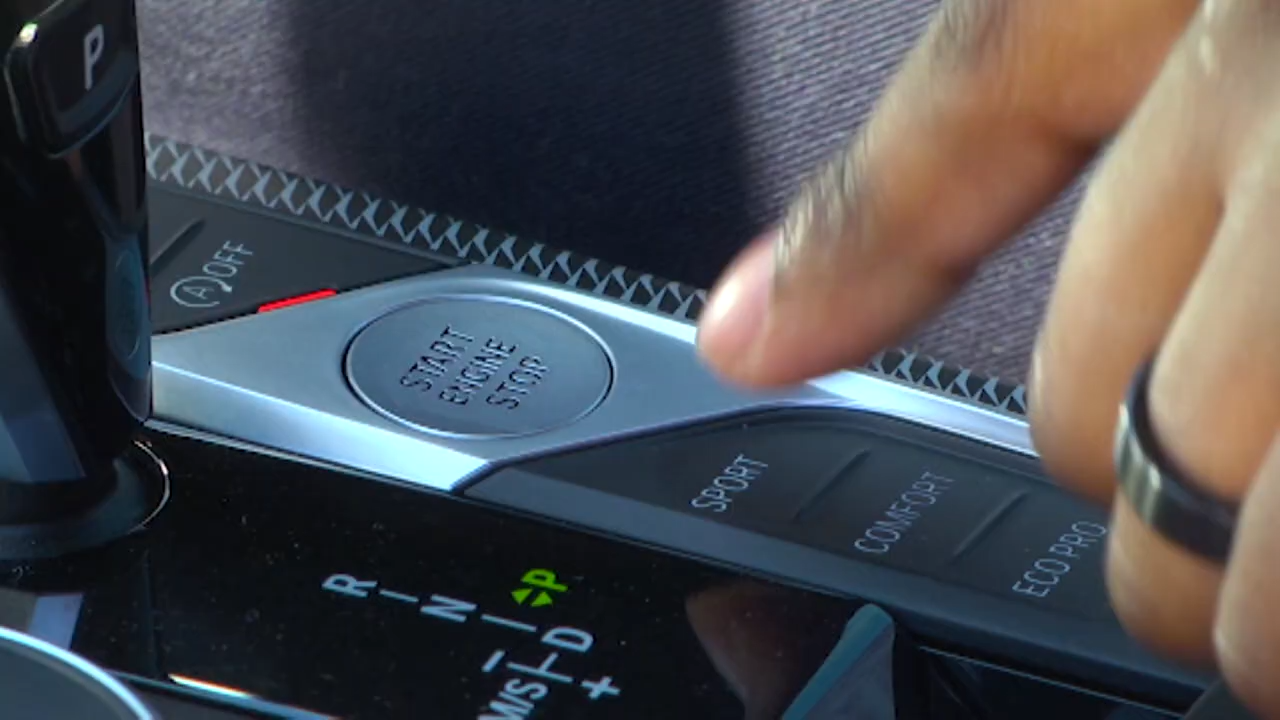 P
A OFF
START
ENGINE
STOP
SPORT
COMFORT
ECO PRO
R
N
P
D
M/S
+